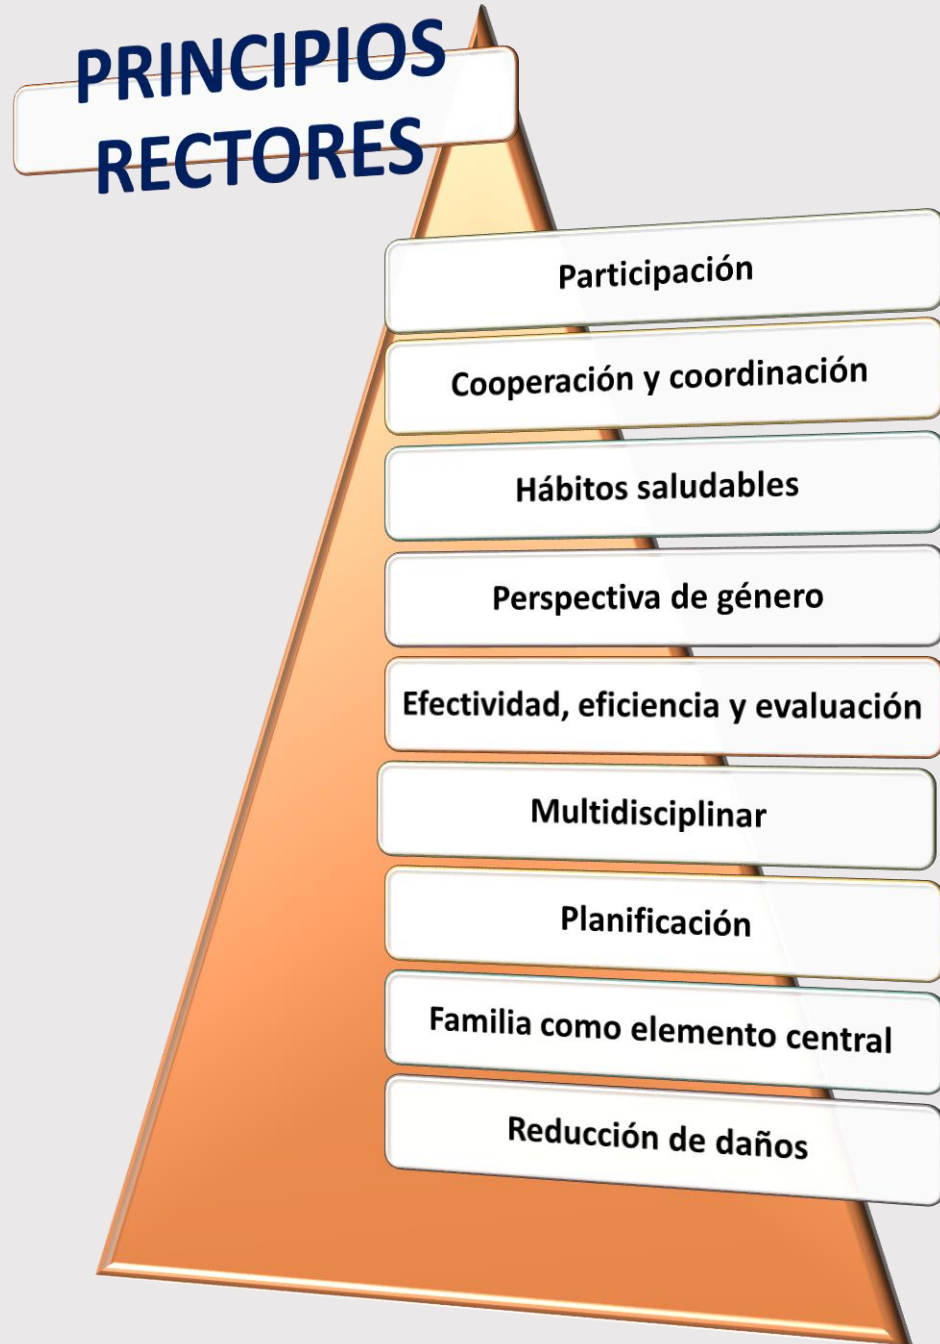 PRINCIPIOS
RECTORES
Participación
Cooperación y coordinación
Hábitos saludables
Perspectiva de género
Efectividad, eficiencia y evaluación
Multidisciplinar
Planificación
Familia como elemento central
Reducción de daños